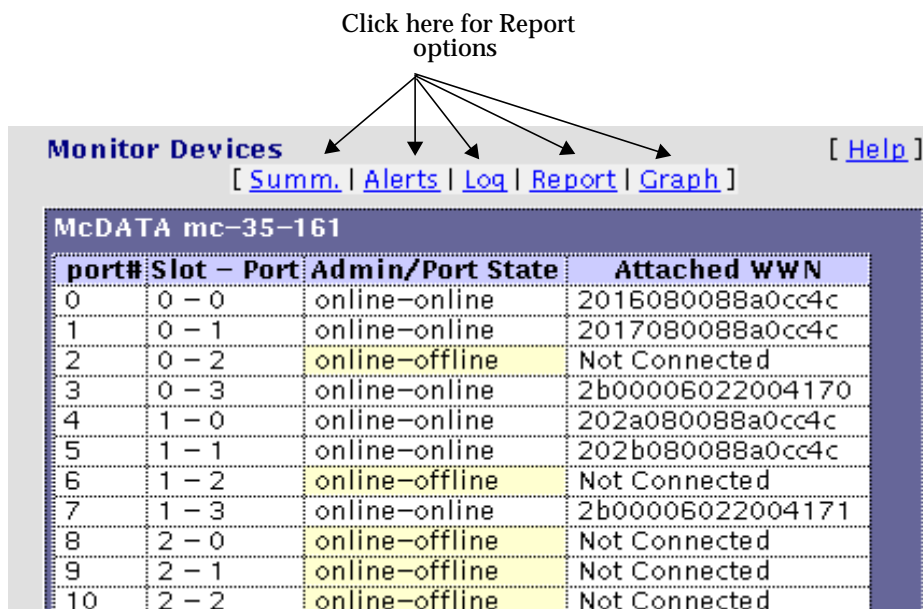 Click here for Report
options
Monitor Devices [ Help ]
[ Summ. | Alerts | Log | Report | Graph ]
McDATA mc-35-161
port# Slot - Port Admin/Port State Attached WWN
0 0 - 0 online-online 2016080088a0cc4c
1 0 - 1 online-online 2017080088a0cc4c
2 0 - 2 online-offline Not Connected
3 0 - 3 online-online 2b00006022004170
4 1 - 0 online-online 202a080088a0cc4c
5 1 - 1 online-online 202b080088a0cc4c
6 1 - 2 online-offline Not Connected
7 1 - 3 online-online 2b00006022004171
8 2 - 0 online-offline Not Connected
9 2 - 1 online-offline Not Connected
10 2 - 2 online-offline Not Connected